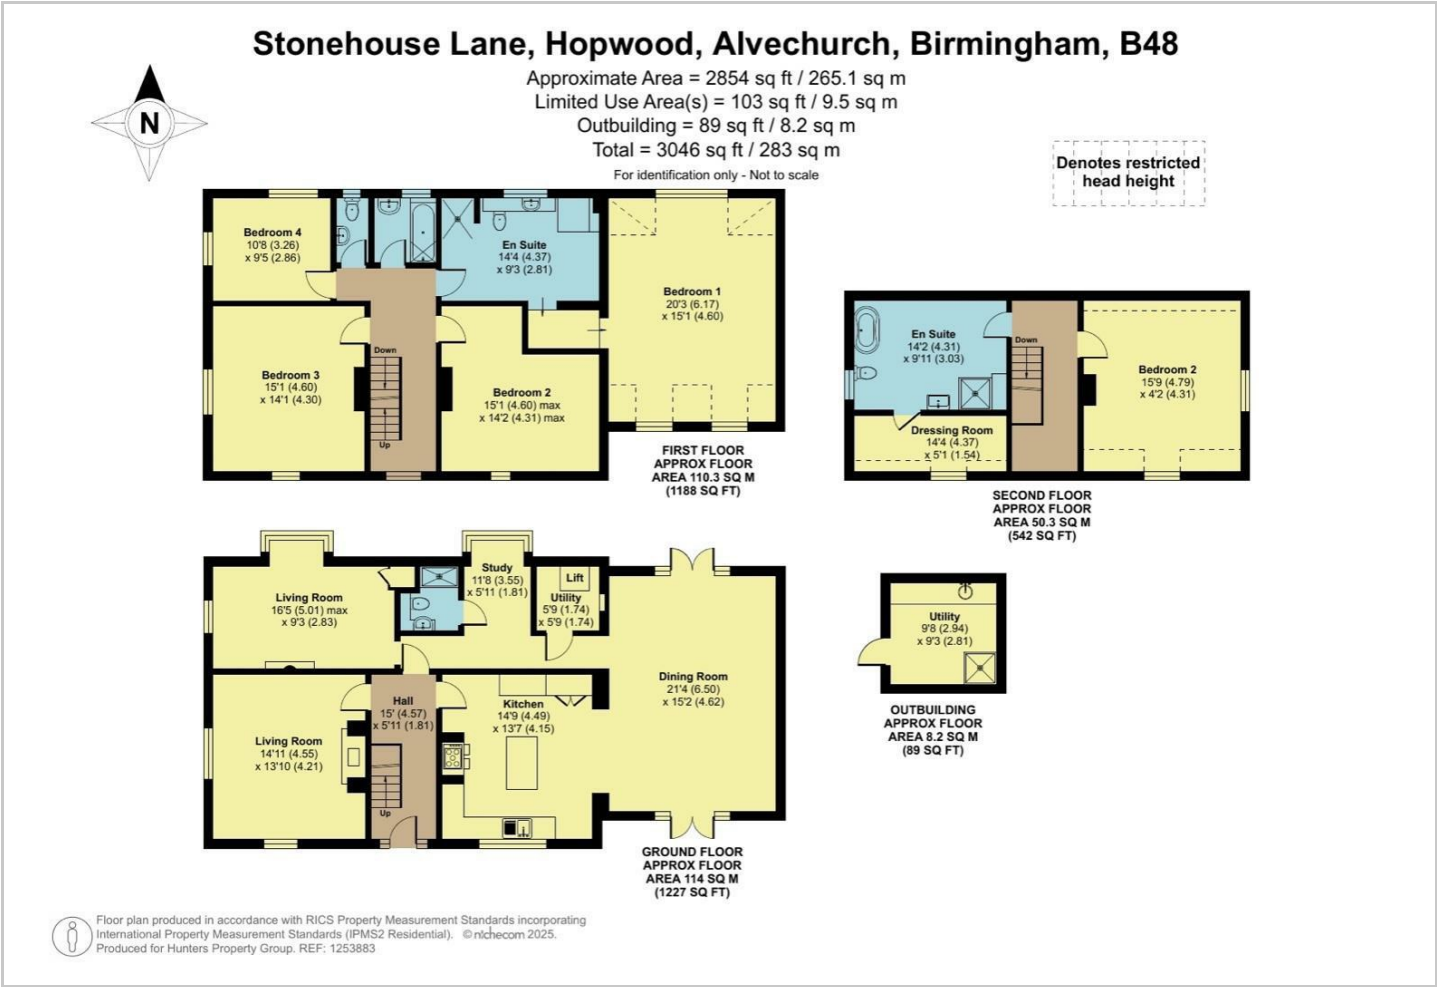 Stonehouse Lane, Hopwood, Alvechurch, Birmingham, B48
Approximate Area = 2854 sq ft / 265.1 sq m
Limited Use Area(s) = 103 sq ft / 9.5 sq m
Outbuilding = 89 sq ft / 8.2 sq m
Total = 3046 sq ft / 283 sq m
For identification only - Not to scale
N
Denotes restricted
head height
Bedroom 4
10'8 (3.26)
x 9'5 (2.86)
En Suite
14'4 (4.37)
x 9'3 (2.81)
Bedroom 1
20'3 (6.17)
x 15'1 (4.60)
Bedroom 3
15'1 (4.60)
x 14'1 (4.30)
Down
Up
Bedroom 2
15'1 (4.60) max
x 14'2 (4.31) max
FIRST FLOOR
APPROX FLOOR
AREA 110.3 SQ M
(1188 SQ FT)
En Suite
14'2 (4.31)
x 9'11 (3.03)
Down
Bedroom 2
15'9 (4.79)
x 4'2 (4.31)
Dressing Room
14'4 (4.37)
x 5'1 (1.54)
SECOND FLOOR
APPROX FLOOR
AREA 50.3 SQ M
(542 SQ FT)
Living Room
16'5 (5.01) max
x 9'3 (2.83)
Study
11'8 (3.55)
x 5'11 (1.81)
Lift
Utility
5'9 (1.74)
x 5'9 (1.74)
Dining Room
21'4 (6.50)
x 15'2 (4.62)
Living Room
14'11 (4.55)
x 13'10 (4.21)
Hall
15' (4.57)
x 5'11 (1.81)
Up
Kitchen
14'9 (4.49)
x 13'7 (4.15)
GROUND FLOOR
APPROX FLOOR
AREA 114 SQ M
(1227 SQ FT)
Utility
9'8 (2.94)
x 9'3 (2.81)
OUTBUILDING
APPROX FLOOR
AREA 8.2 SQ M
(89 SQ FT)
Floor plan produced in accordance with RICS Property Measurement Standards incorporating
International Property Measurement Standards (IPMS2 Residential). © nichecom 2025.
Produced for Hunters Property Group. REF: 1253883